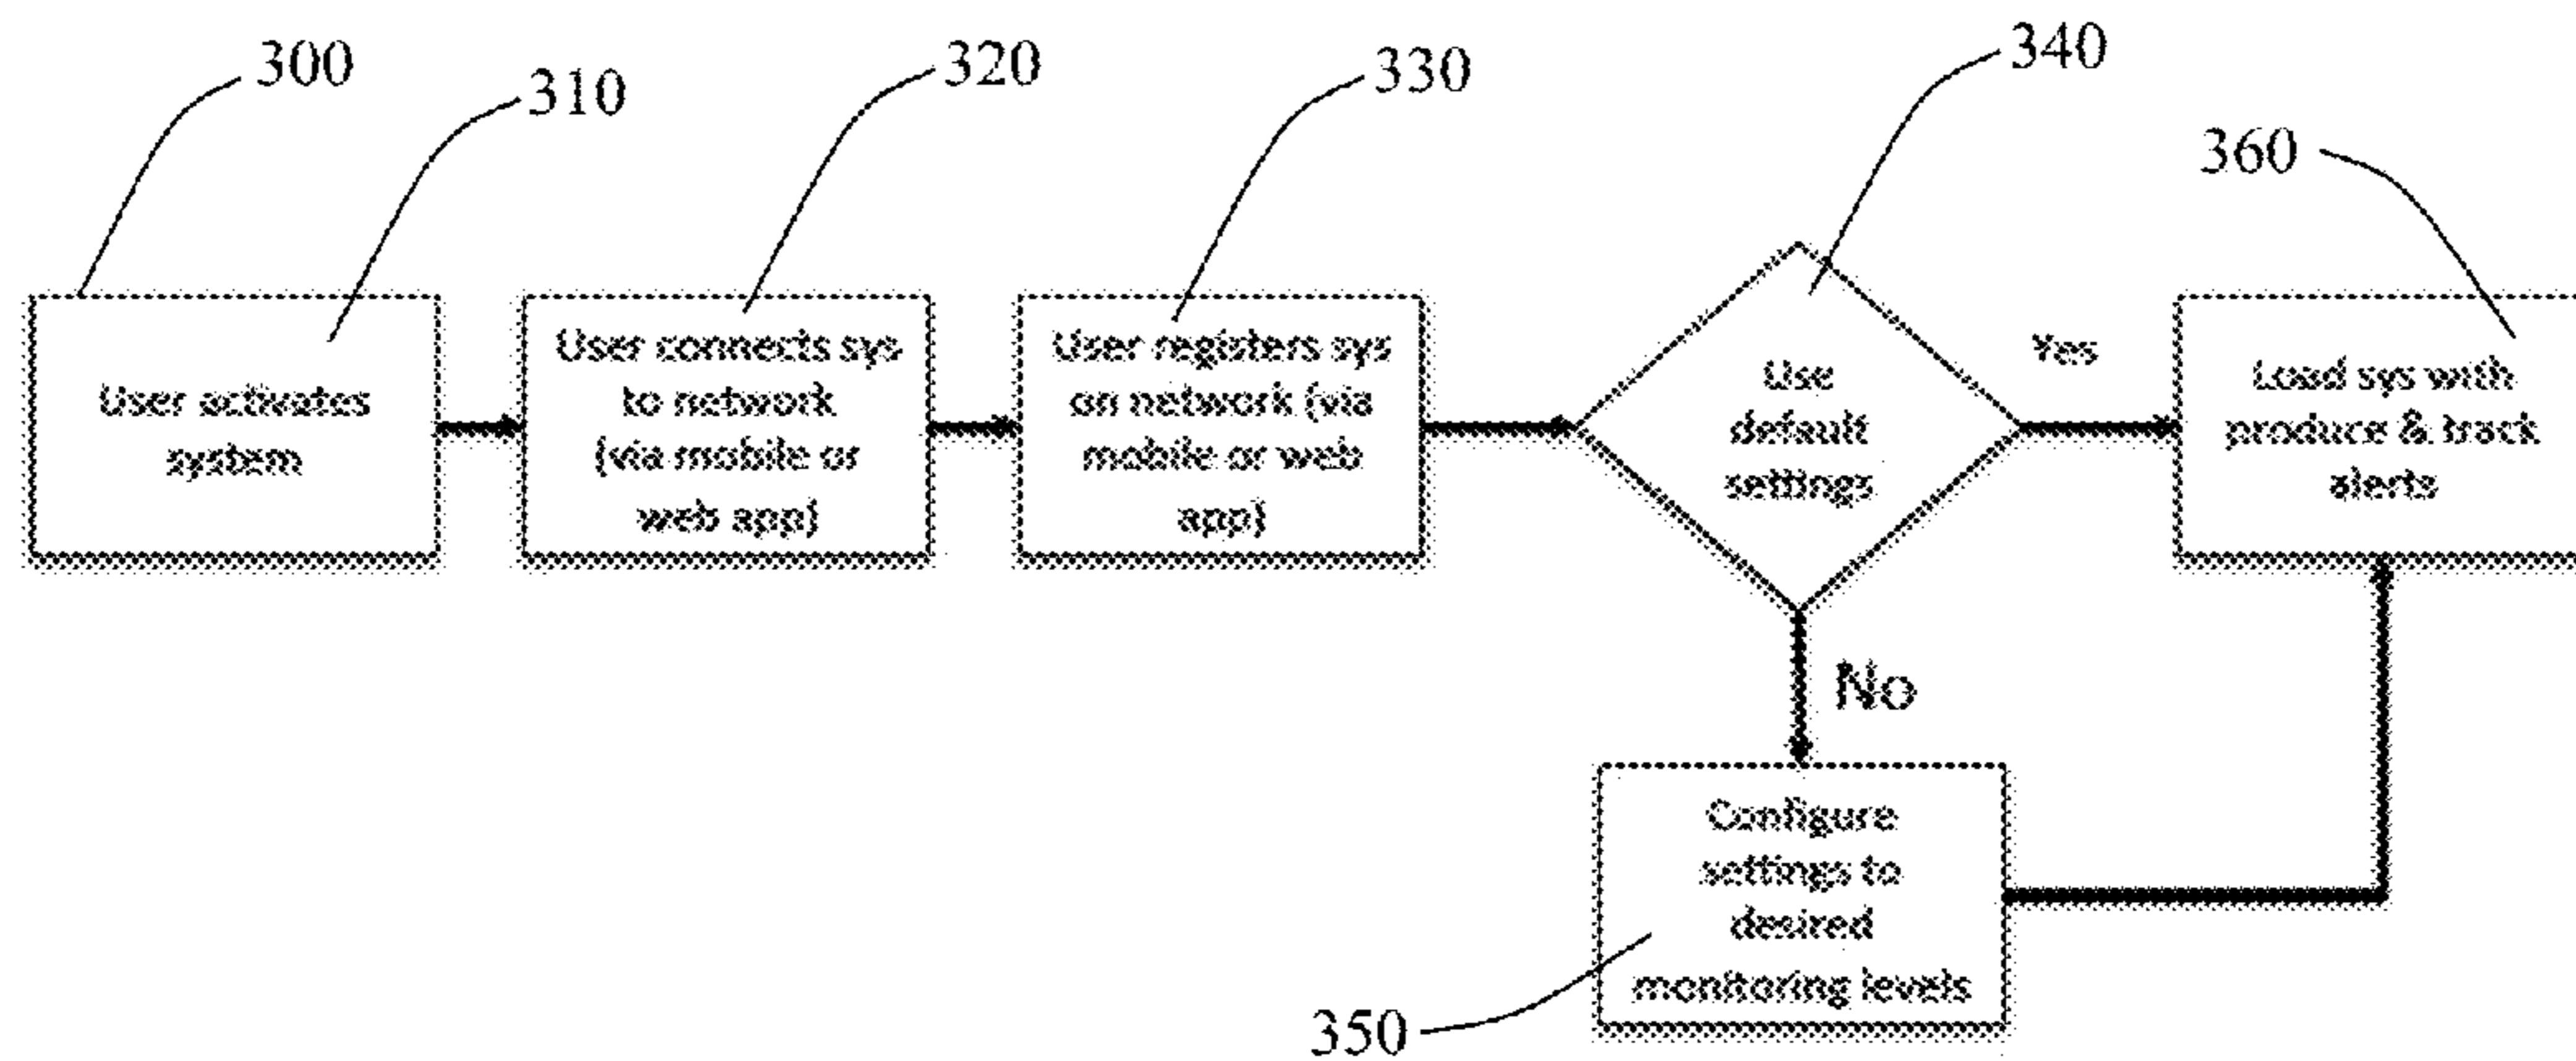 300
310
320
330
340
360
User activates
system
User connects sys
to network
(via mobile or
web app)
User registers sys
on network (via
mobile or web
app)
Use
default
settings
Yes
Load sys with
produce & track
alerts
No
Configure
settings to
desired
monitoring levels
350